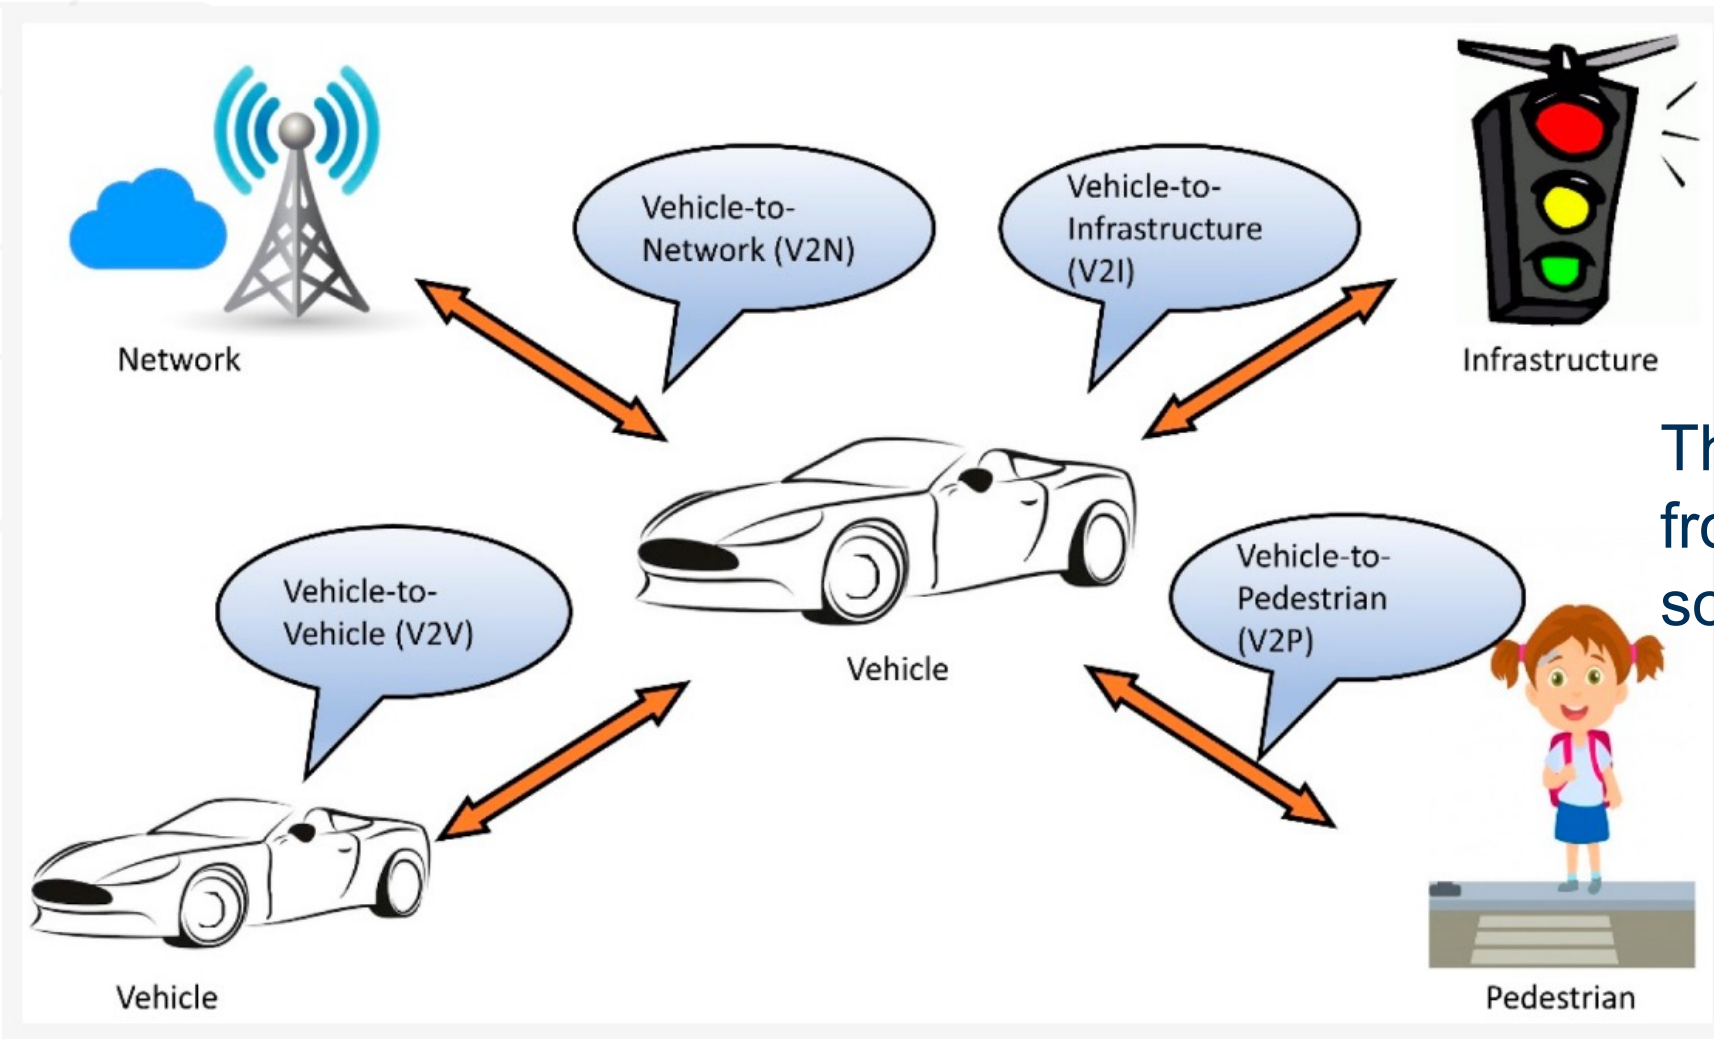 Vehicle-to-
Network (V2N)
Vehicle-to-
Infrastructure
(V2I)
Network
Infrastructure
Vehicle-to-
Vehicle (V2V)
Vehicle
Vehicle-to-
Pedestrian
(V2P)
Vehicle
Pedestrian